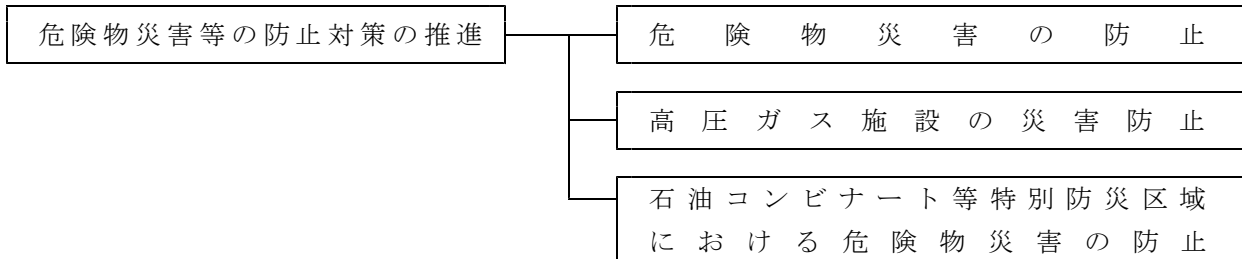 危険物災害等の防止対策の推進
危険物災害の防止
高圧ガス施設の災害防止
石油コンビナート等特別防災区域
における危険物災害の防止